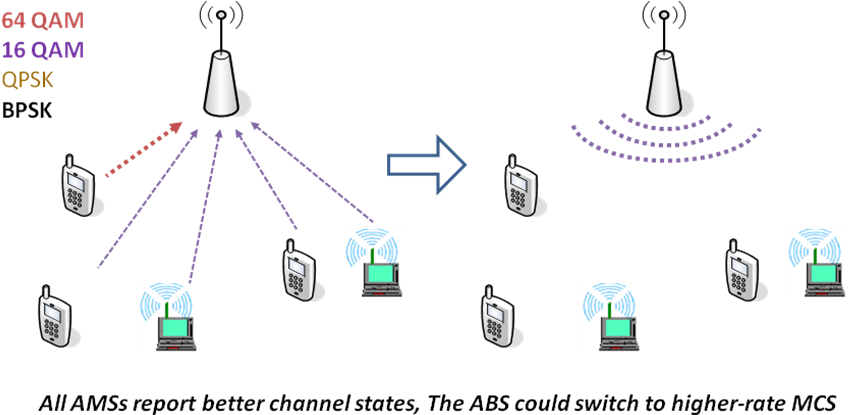 64 QAM
16 QAM
QPSK
BPSK
All AMSs report better channel states, The ABS could switch to higher-rate MCS